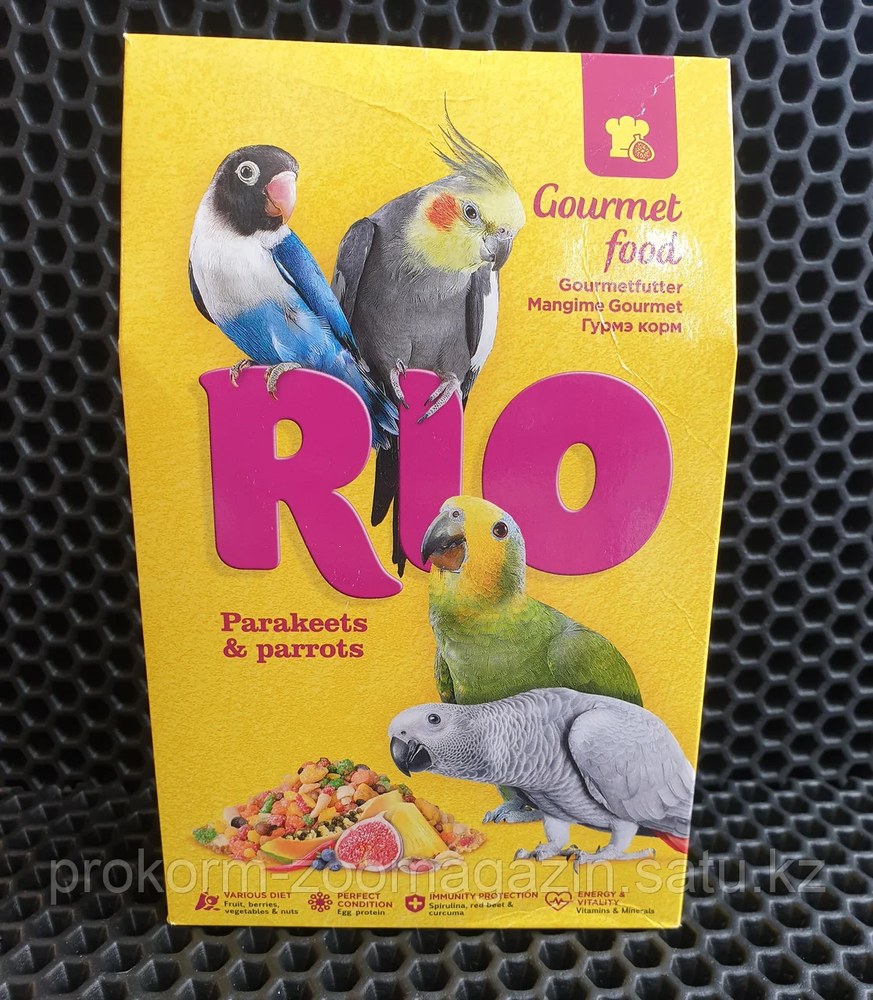 Gourmet
food
Gourmetfutter
Mangime Gourmet
Гурмэ корм
RIO
Parakeets
& parrots
prokorm-zoomagazin.satu.kz
VARIOUS DIET
Fruit, berries,
vegetables & nuts
PERFECT
CONDITION
Egg protein
IMMUNITY PROTECTION
Spirulina, red beet &
curcuma
ENERGY &
VITALITY
Vitamins & Minerals